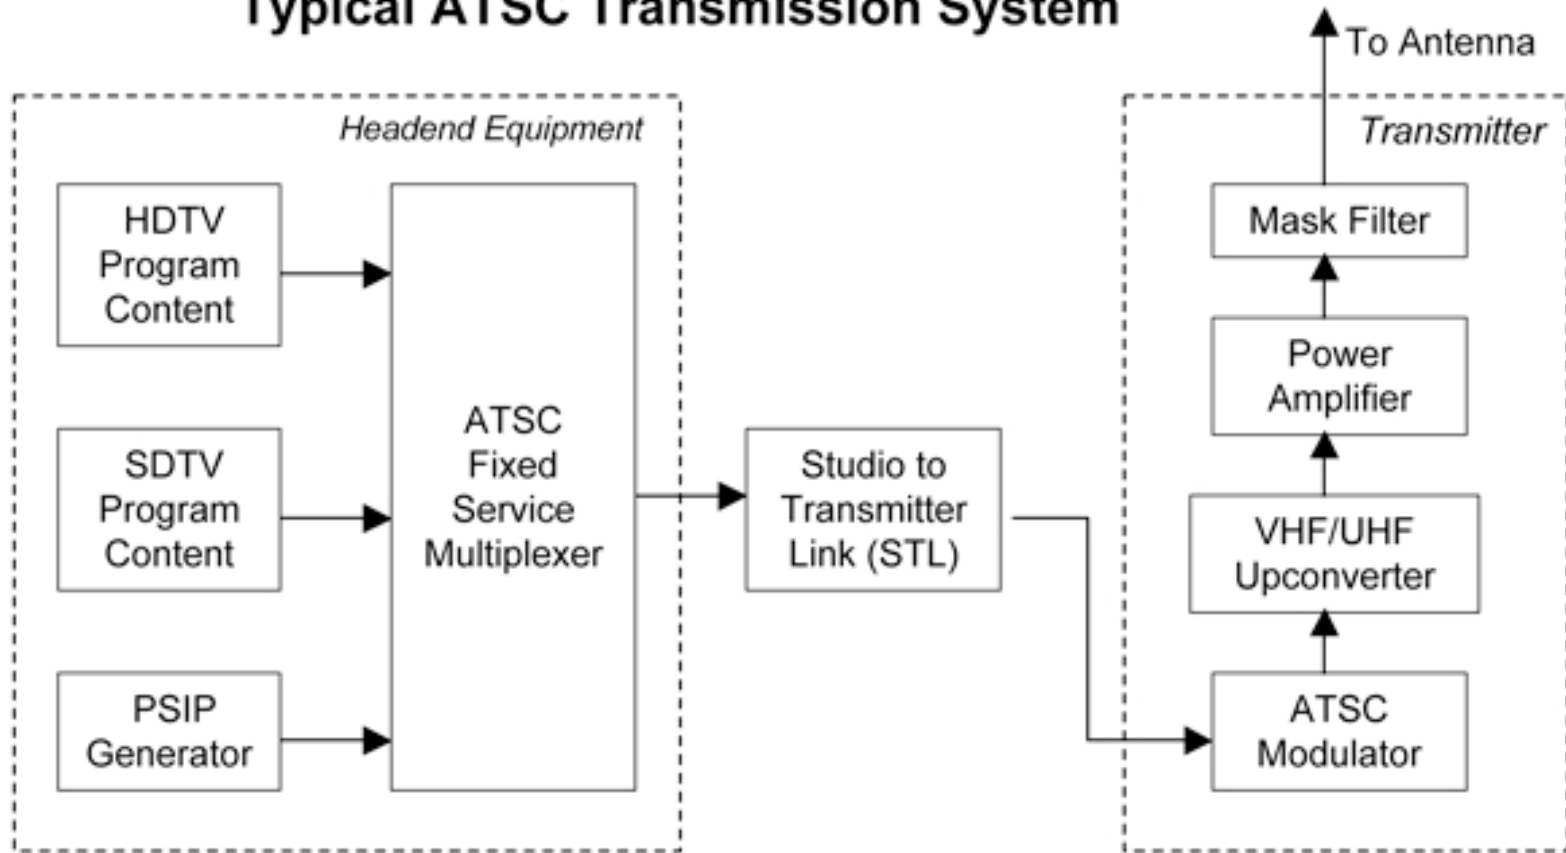 Typical ATSC Transmission System
To Antenna
Headend Equipment
Transmitter
HDTV
Program
Content
SDTV
Program
Content
PSIP
Generator
ATSC
Fixed
Service
Multiplexer
Studio to
Transmitter
Link (STL)
Mask Filter
Power
Amplifier
VHF/UHF
Upconverter
ATSC
Modulator